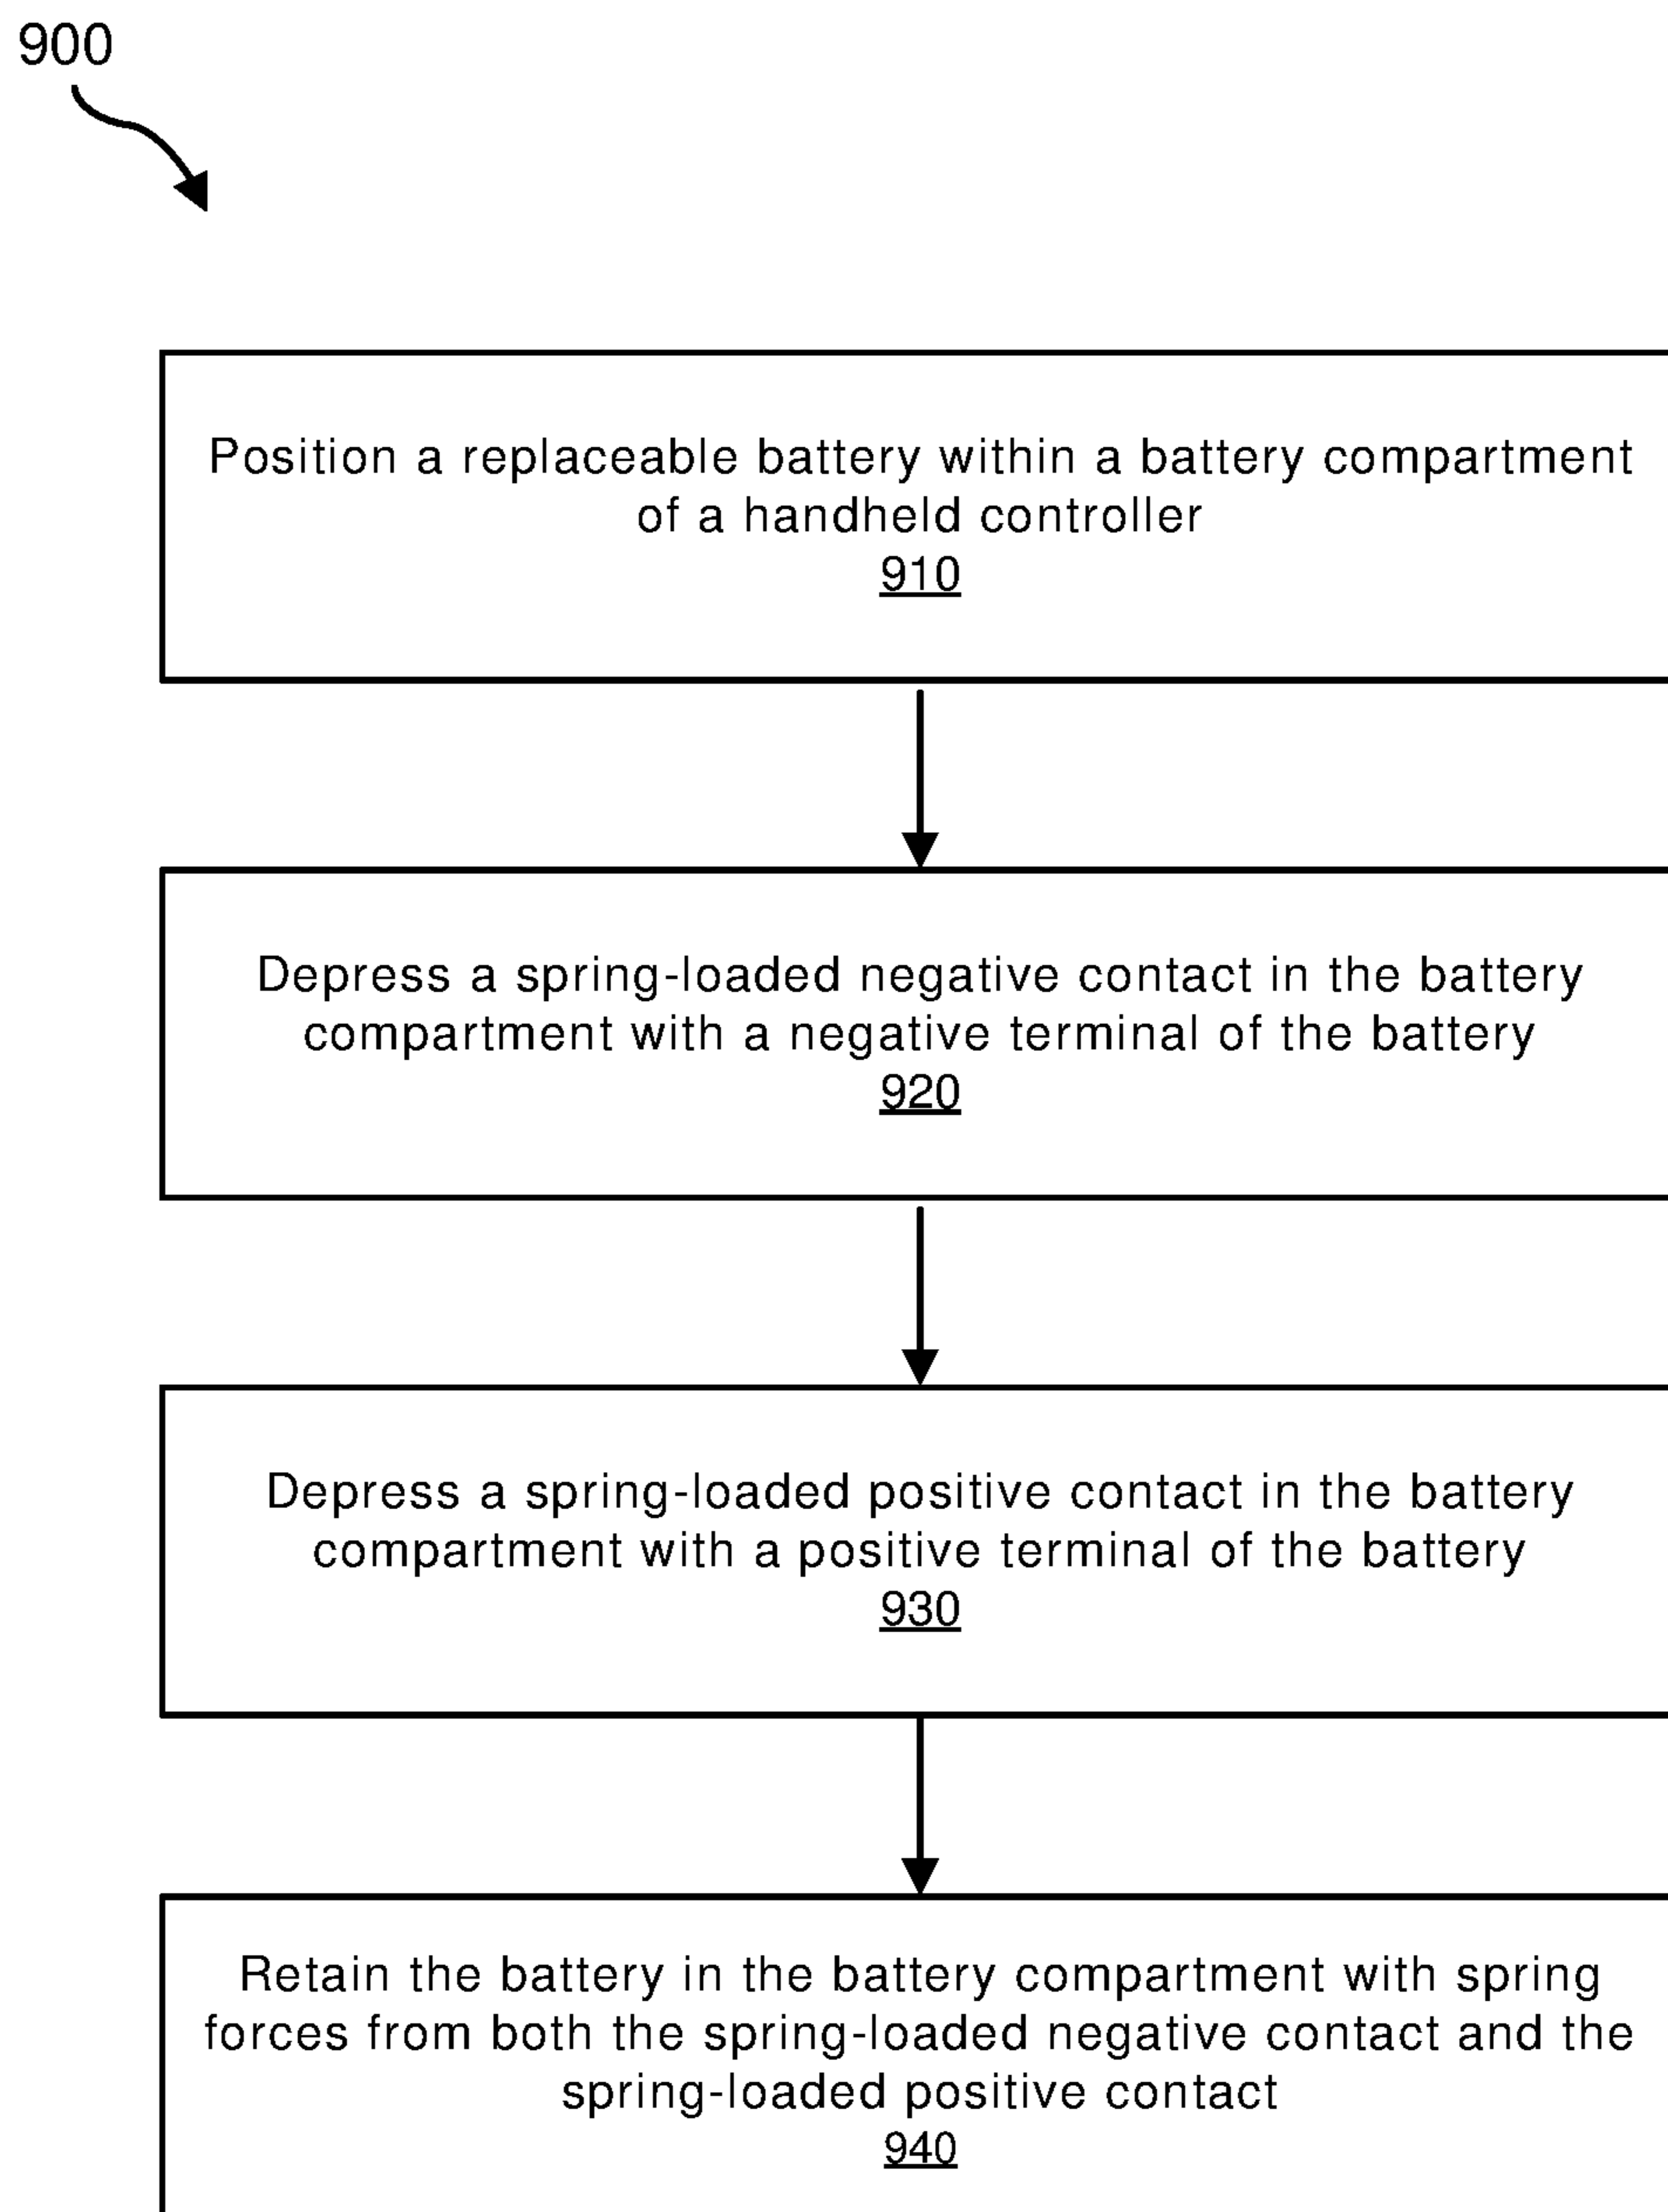 900
Position a replaceable battery within a battery compartment
of a handheld controller
910
Depress a spring-loaded negative contact in the battery
compartment with a negative terminal of the battery
920
Depress a spring-loaded positive contact in the battery
compartment with a positive terminal of the battery
930
Retain the battery in the battery compartment with spring
forces from both the spring-loaded negative contact and the
spring-loaded positive contact
940